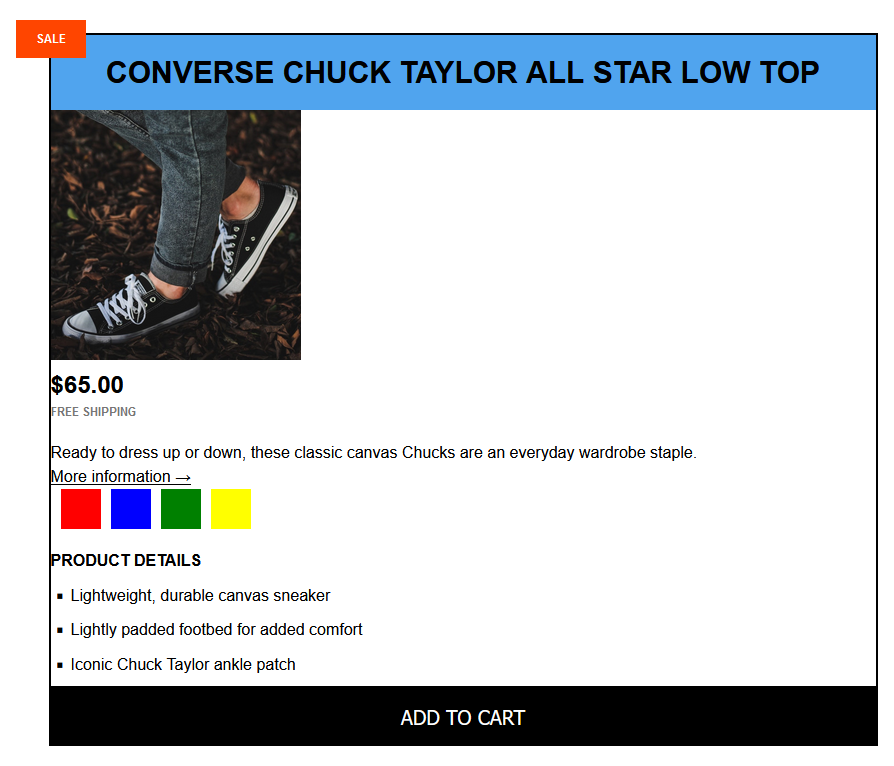 SALE
CONVERSE CHUCK TAYLOR ALL STAR LOW TOP
$65.00
FREE SHIPPING
Ready to dress up or down, these classic canvas Chucks are an everyday wardrobe staple.
More information →
PRODUCT DETAILS
▪ Lightweight, durable canvas sneaker
▪ Lightly padded footbed for added comfort
▪ Iconic Chuck Taylor ankle patch
ADD TO CART